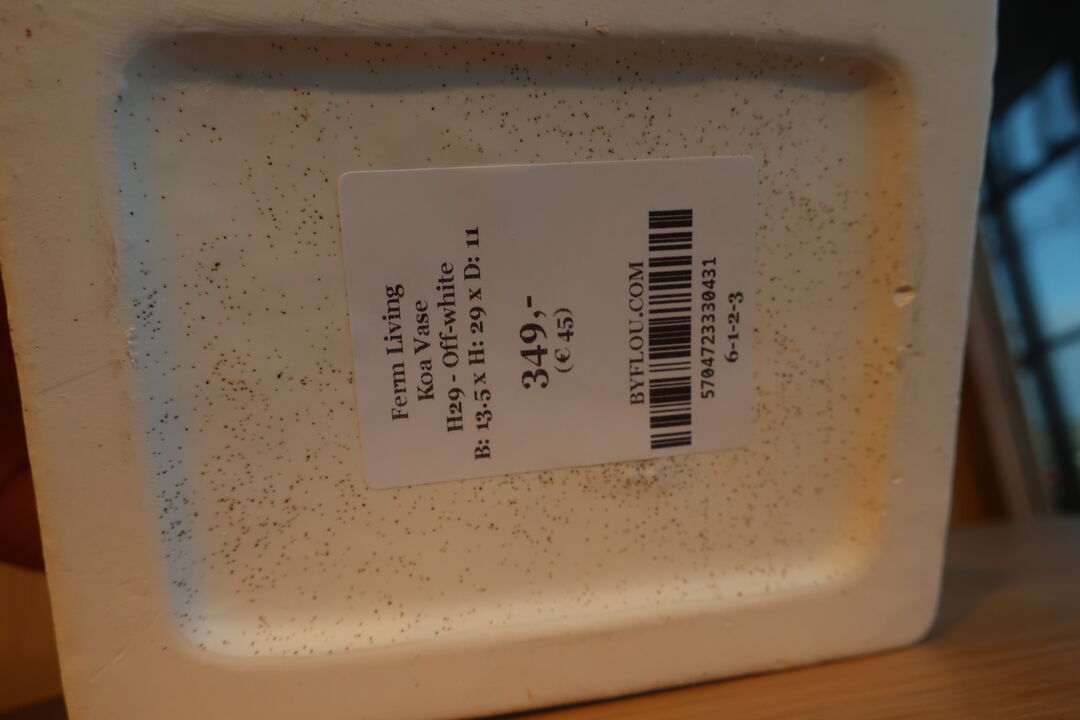 Ferm Living
Koa Vase
H29 - Off-white
B: 13.5 x H: 29 x D: 11
349,-
(€ 45)
BYFLOU.COM
5704723330431
6-1-2-3